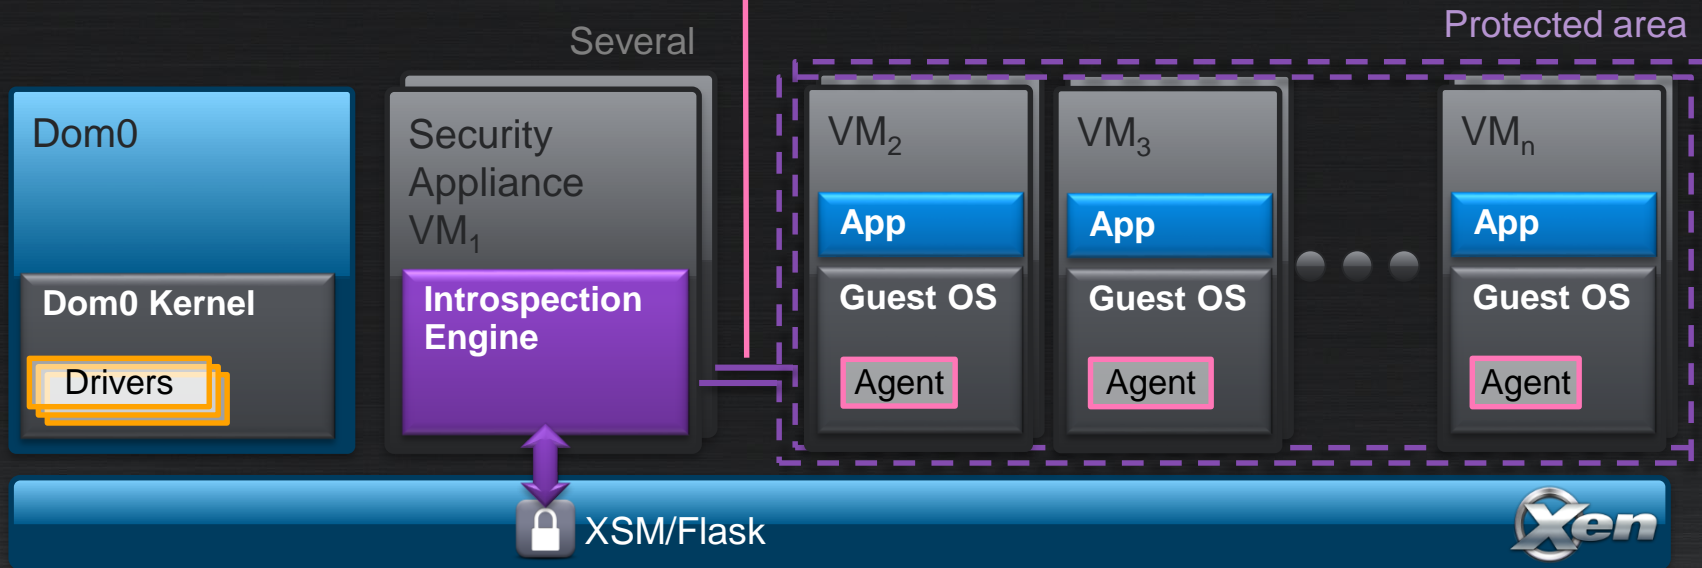 Several
Protected area
Dom0
Dom0 Kernel
Drivers
Security
Appliance
VM₁
Introspection
Engine
VM₂
App
Guest OS
Agent
VM₃
App
Guest OS
Agent
VMₙ
App
Guest OS
Agent
XSM/Flask
Xen